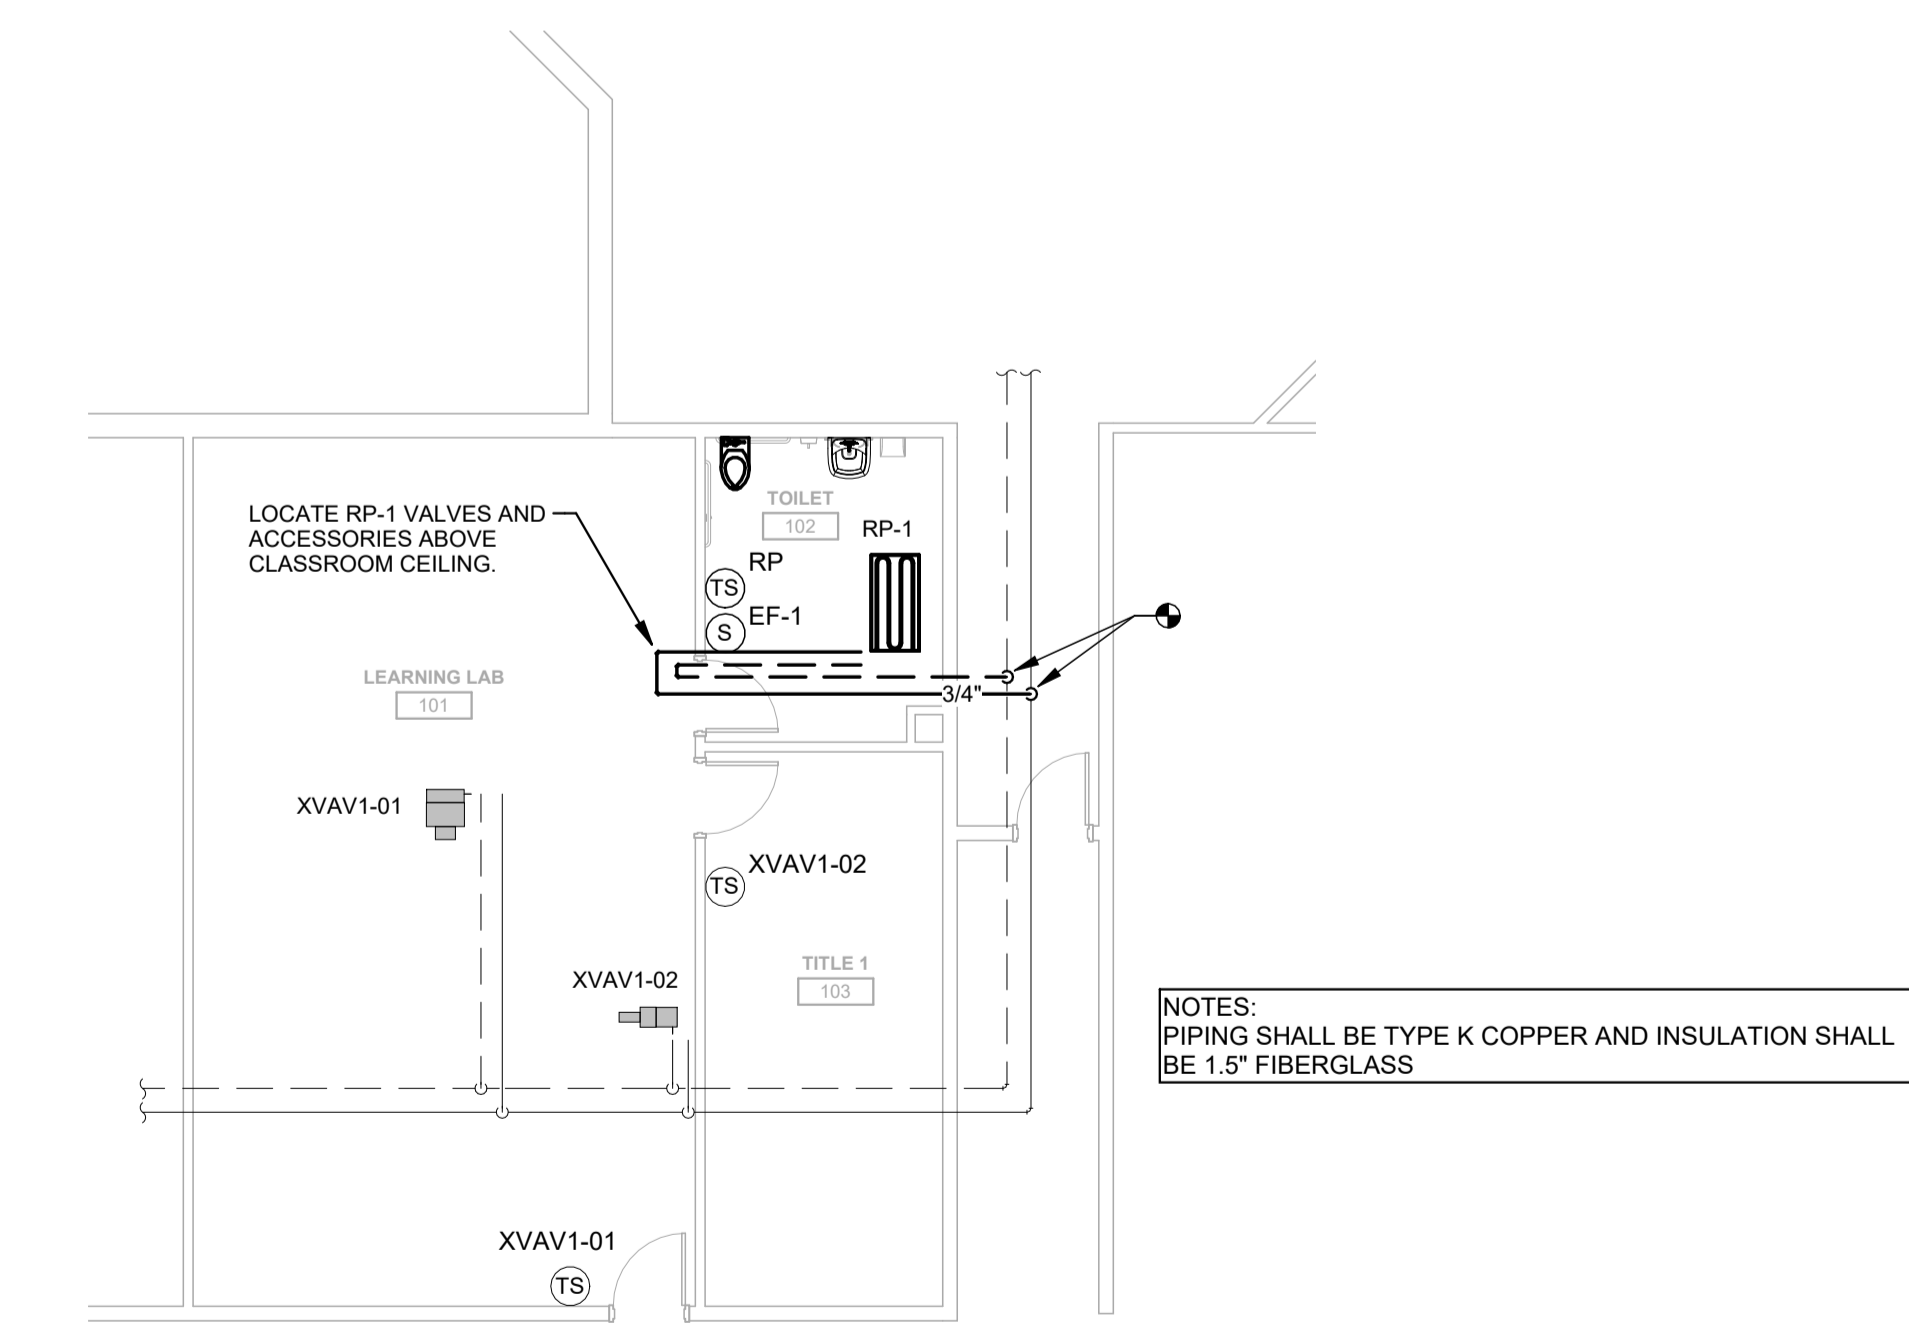 LOCATE RP-1 VALVES AND
ACCESSORIES ABOVE
CLASSROOM CEILING.
TOILET
102
RP-1
RP
TS
EF-1
S
3/4"
LEARNING LAB
101
XVAV1-01
XVAV1-02
TS
TITLE 1
103
XVAV1-02
NOTES:
PIPING SHALL BE TYPE K COPPER AND INSULATION SHALL
BE 1.5" FIBERGLASS
XVAV1-01
TS